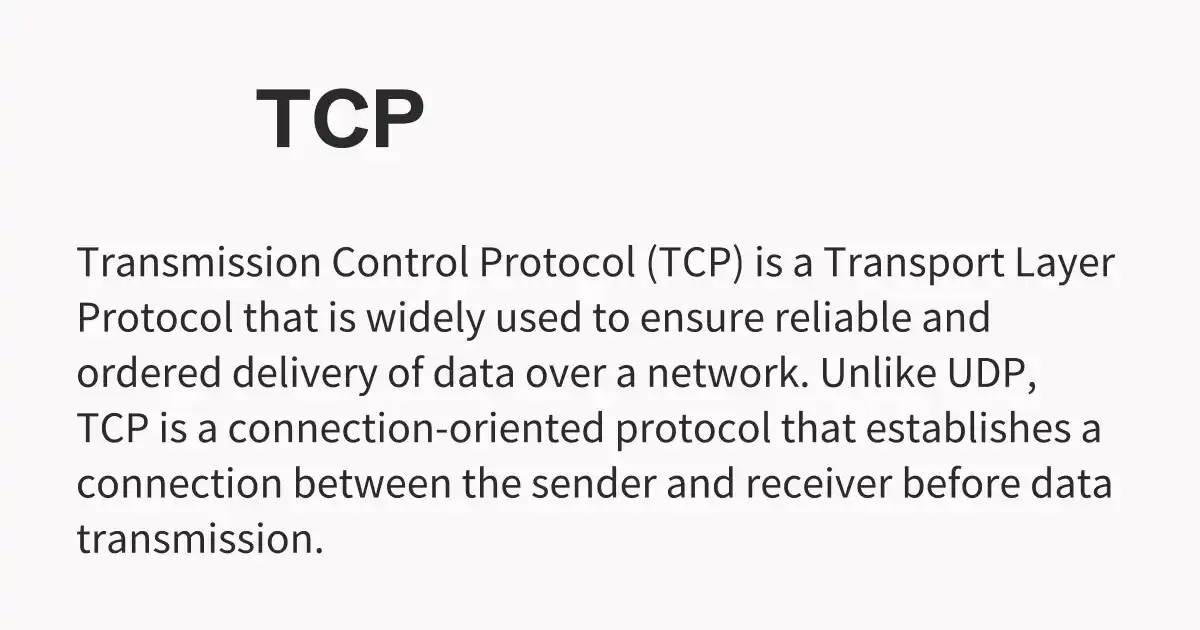 TCP
Transmission Control Protocol (TCP) is a Transport Layer
Protocol that is widely used to ensure reliable and
ordered delivery of data over a network. Unlike UDP,
TCP is a connection-oriented protocol that establishes a
connection between the sender and receiver before data
transmission.